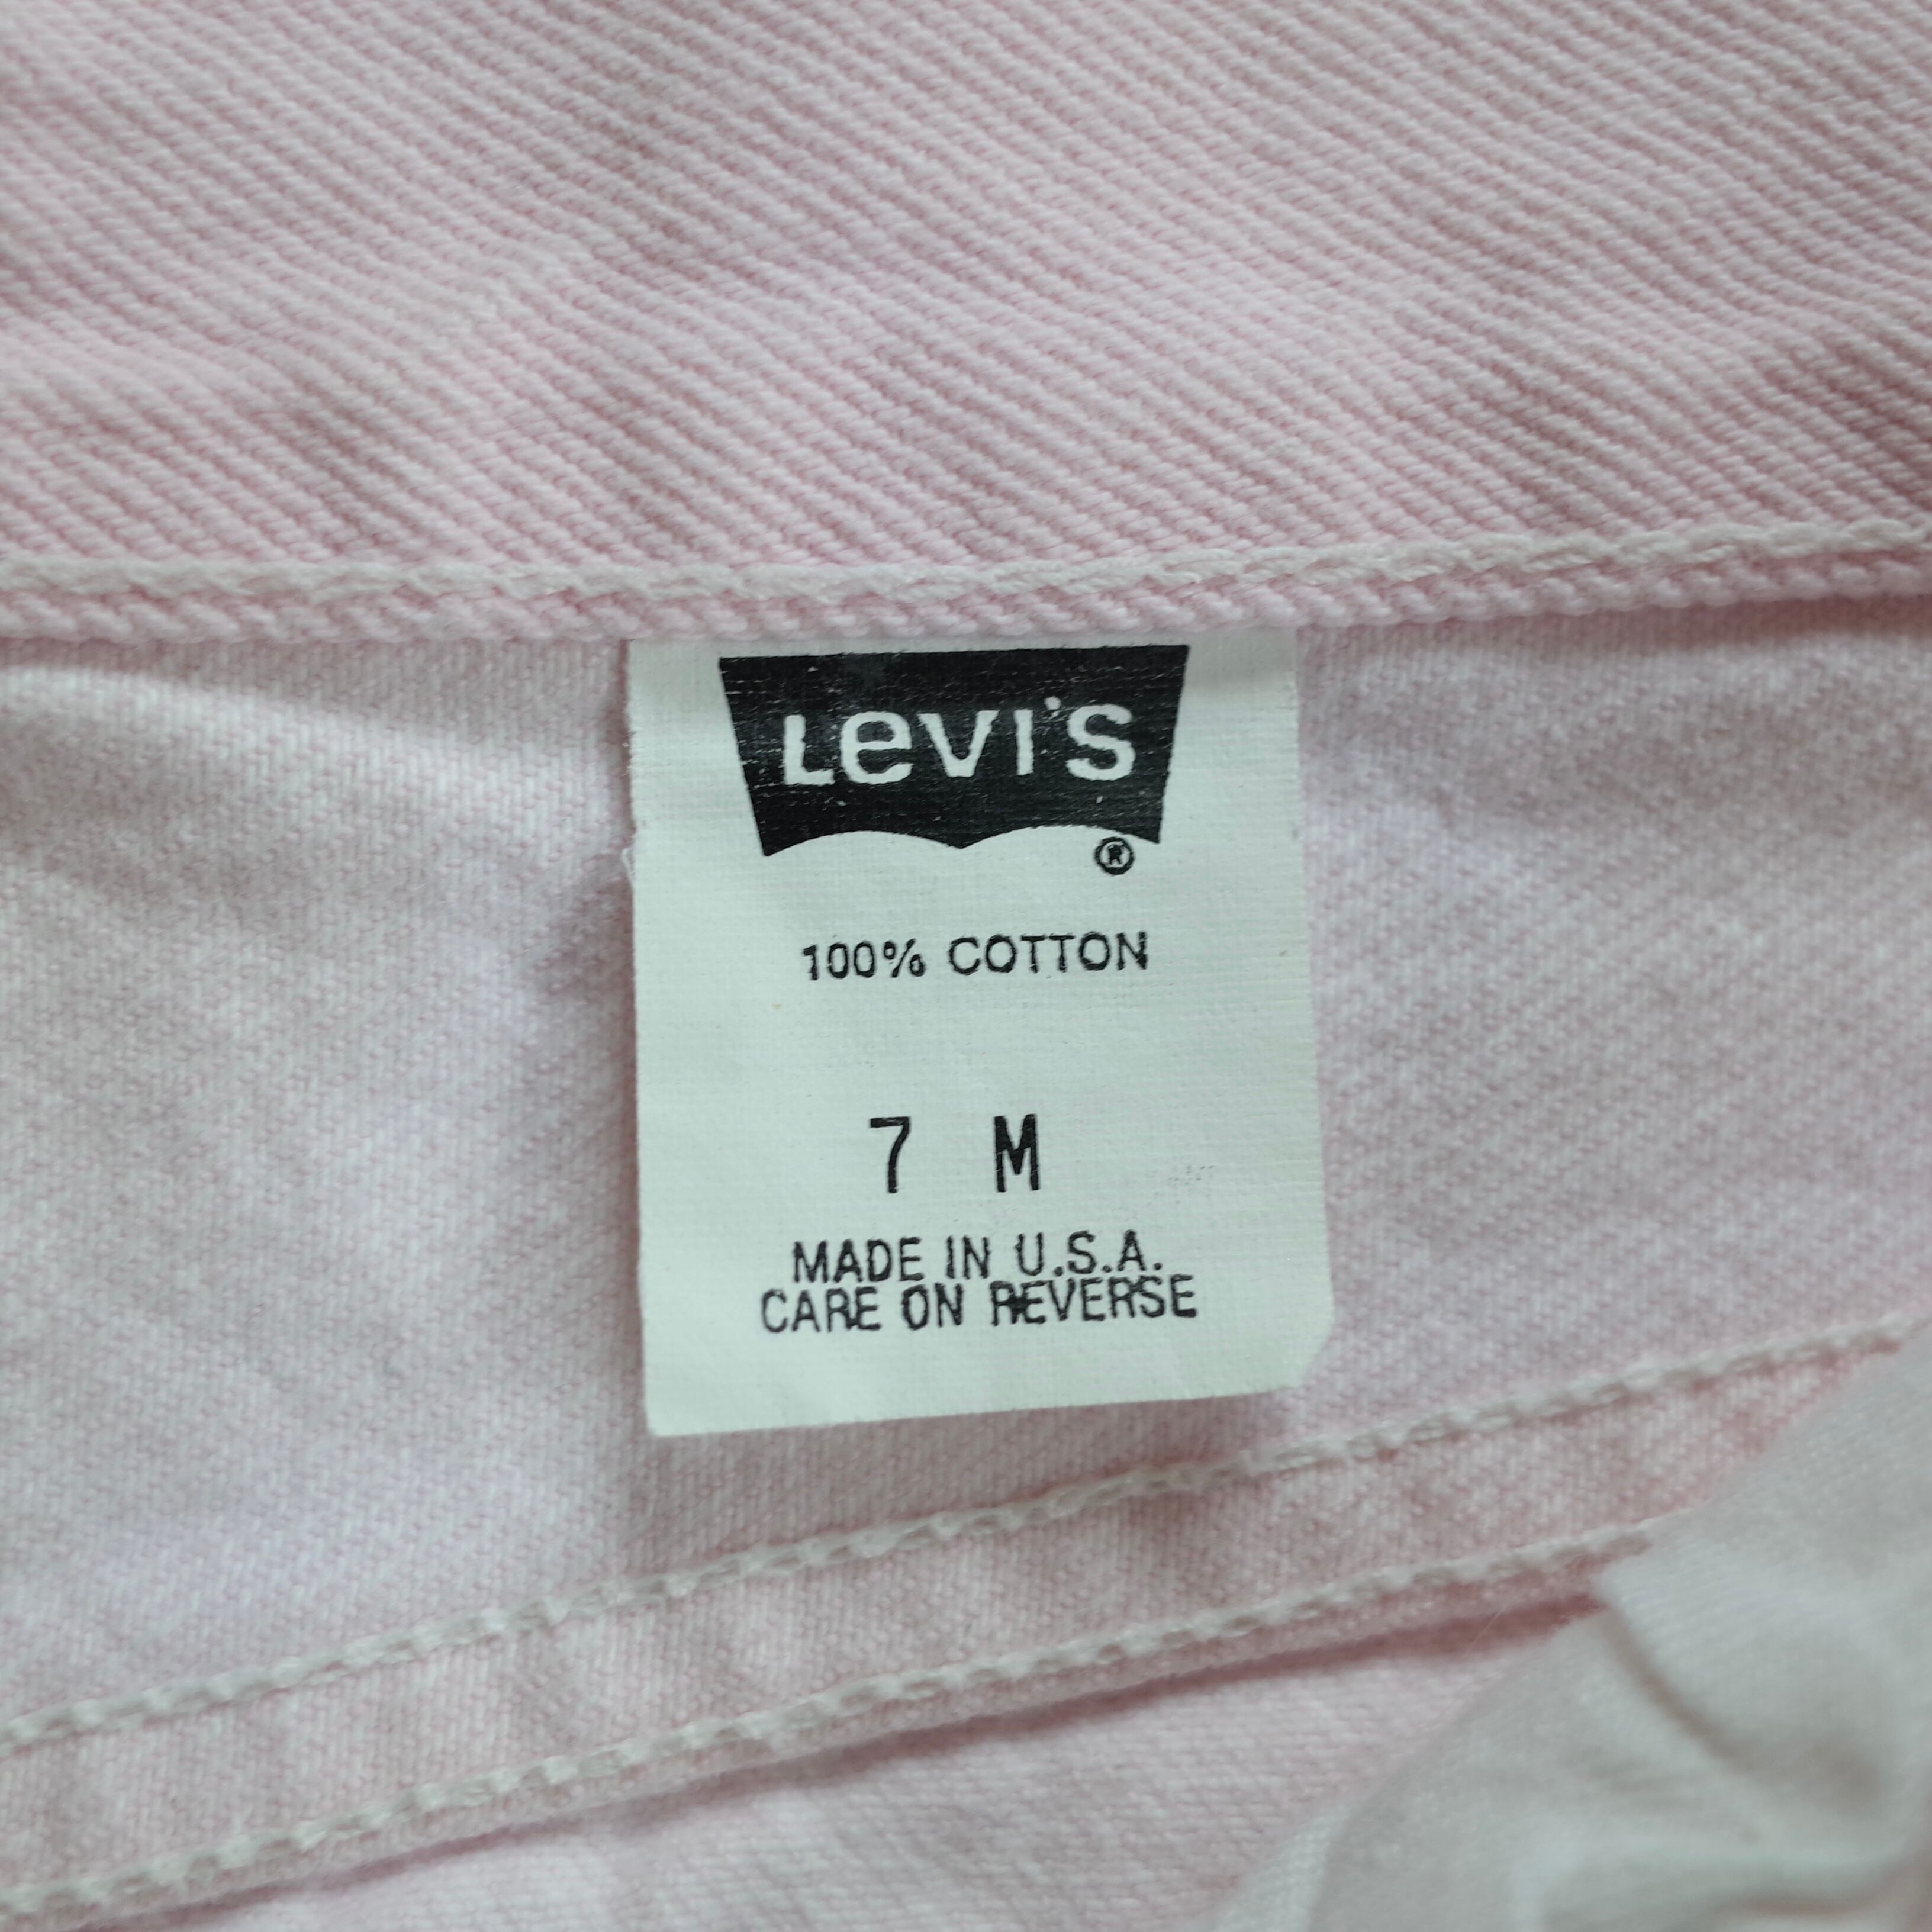 Levi's
®
100% COTTON
7 M
MADE IN U.S.A.
CARE ON REVERSE